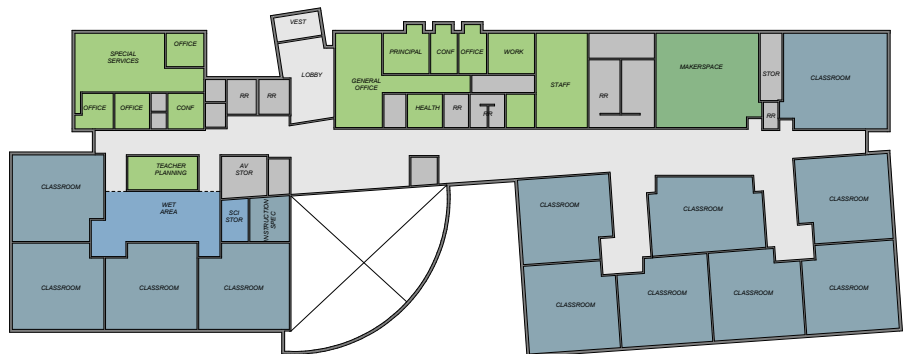 VEST
LOBBY
SPECIAL
SERVICES
OFFICE
OFFICE
OFFICE
CONF
RR
RR
GENERAL
OFFICE
PRINCIPAL
CONF
OFFICE
WORK
HEALTH
RR
RR
STAFF
RR
MAKERSPACE
STOR
RR
CLASSROOM
CLASSROOM
TEACHER
PLANNING
AV
STOR
WET
AREA
SCI
STOR
INSTRUCTION
SPEC
CLASSROOM
CLASSROOM
CLASSROOM
CLASSROOM
CLASSROOM
CLASSROOM
CLASSROOM
CLASSROOM
CLASSROOM
CLASSROOM